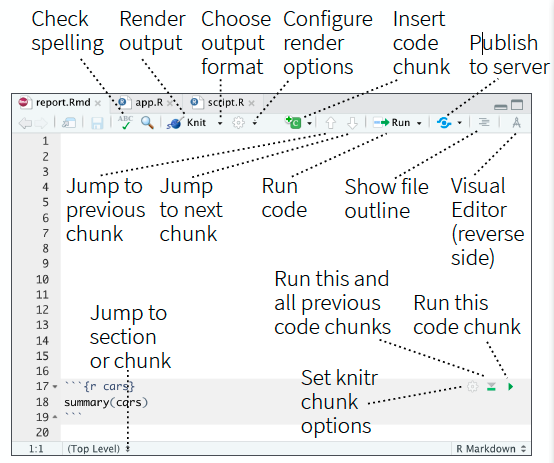 Check
spelling
Render
output
Choose
output
format
Configure
render
options
Insert
code
chunk
Publish
to server
report.Rmd
app.R
script.R
ABC
Knit
C
Run
1
2
3
4
5
6
7
8
9
10
11
12
13
14
15
16
17
18
19
20
Jump to
previous
chunk
Jump
to next
chunk
Run
code
Show file
outline
Visual
Editor
(reverse
side)
Run this and
all previous
code chunks
Run this
code chunk
Jump to
section
or chunk
Set knitr
chunk
options
```{r cars}
summary(cars)
```
1:1
(Top Level)
R Markdown